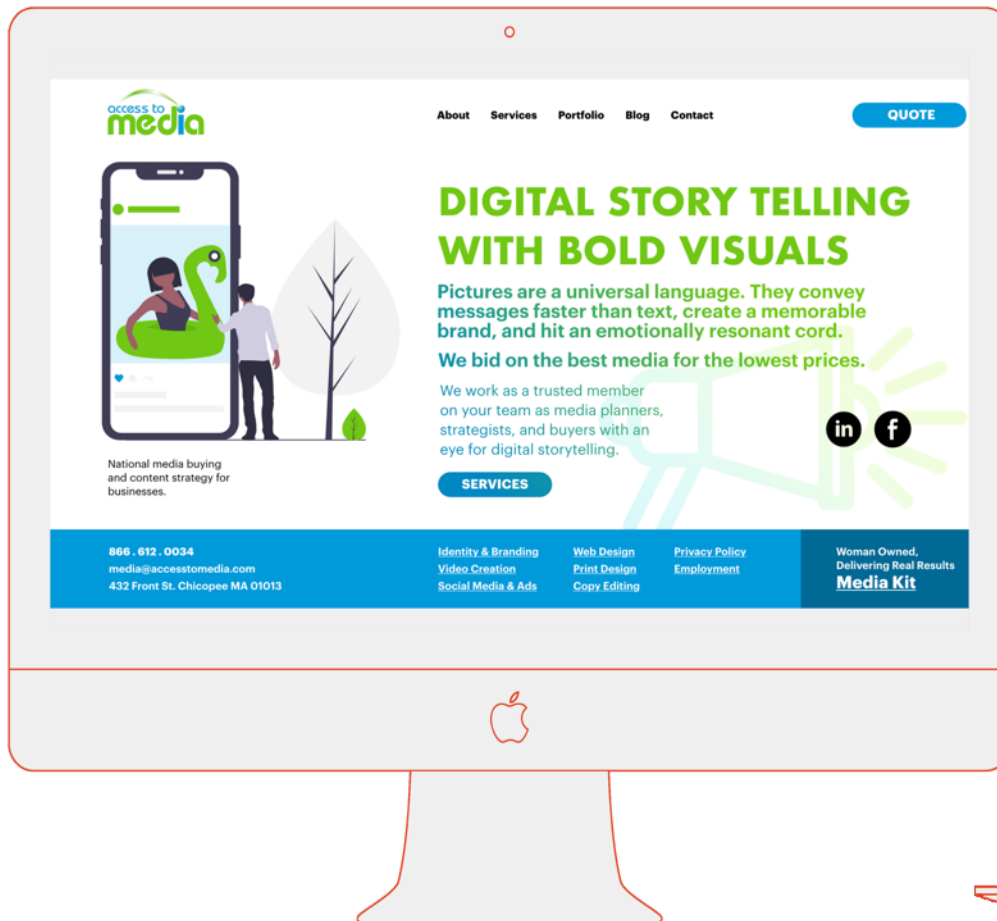 access to
media
About Services Portfolio Blog Contact
QUOTE
DIGITAL STORY TELLING
WITH BOLD VISUALS
Pictures are a universal language. They convey
messages faster than text, create a memorable
brand, and hit an emotionally resonant cord.
We bid on the best media for the lowest prices.
We work as a trusted member
on your team as media planners,
strategists, and buyers with an
eye for digital storytelling.
SERVICES
in f
National media buying
and content strategy for
businesses.
866 . 612 . 0034
media@accesstomedia.com
432 Front St. Chicopee MA 01013
Identity & Branding
Video Creation
Social Media & Ads
Web Design
Print Design
Copy Editing
Privacy Policy
Employment
Woman Owned,
Delivering Real Results
Media Kit